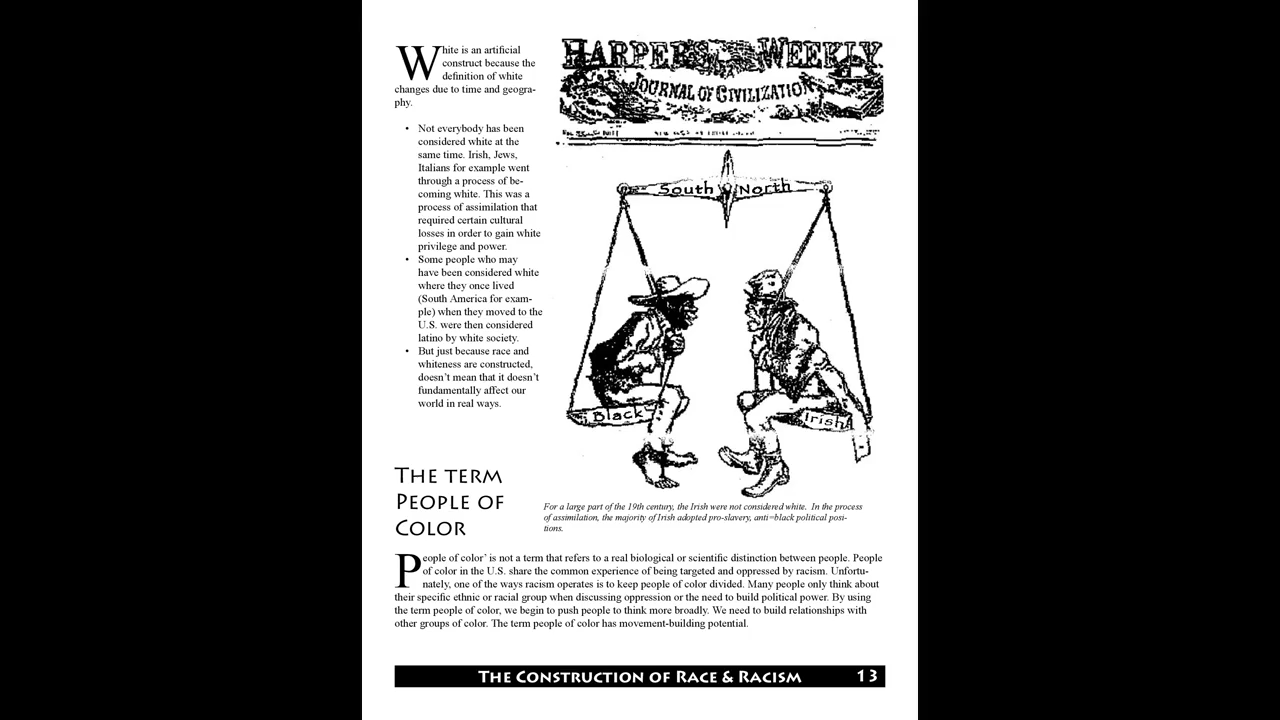 White is an artificial
construct because the
definition of white
changes due to time and geogra-
phy.
• Not everybody has been
considered white at the
same time. Irish, Jews,
Italians for example went
through a process of be-
coming white. This was a
process of assimilation that
required certain cultural
losses in order to gain white
privilege and power.
• Some people who may
have been considered white
where they once lived
(South America for exam-
ple) when they moved to the
U.S. were then considered
latino by white society.
• But just because race and
whiteness are constructed,
doesn't mean that it doesn't
fundamentally affect our
world in real ways.
HARPER'S WEEKLY.
JOURNAL OF CIVILIZATION
South North
Black
Irish
For a large part of the 19th century, the Irish were not considered white. In the process
of assimilation, the majority of Irish adopted pro-slavery, anti=black political posi-
tions.
THE TERM
PEOPLE OF
COLOR
People of color' is not a term that refers to a real biological or scientific distinction between people. People
of color in the U.S. share the common experience of being targeted and oppressed by racism. Unfortu-
nately, one of the ways racism operates is to keep people of color divided. Many people only think about
their specific ethnic or racial group when discussing oppression or the need to build political power. By using
the term people of color, we begin to push people to think more broadly. We need to build relationships with
other groups of color. The term people of color has movement-building potential.
THE CONSTRUCTION OF RACE & RACISM 13